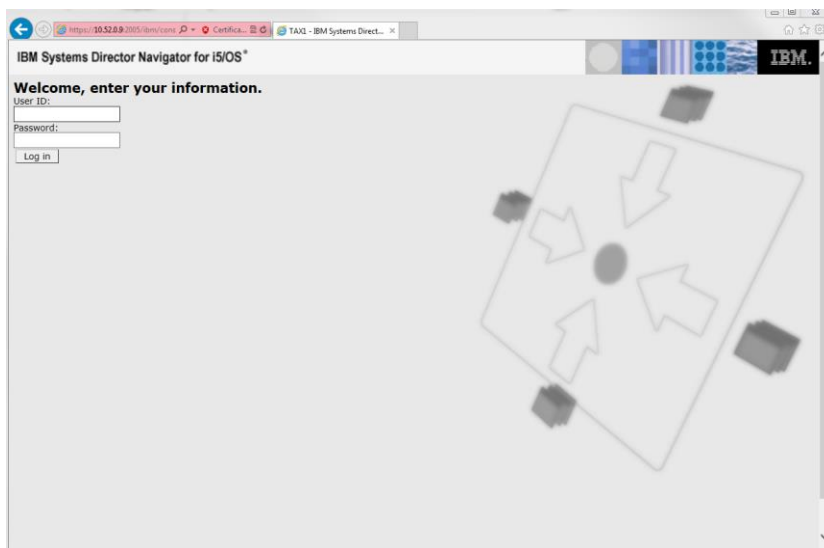 https://10.52.0.9:2005/ibm/cons Certifica... TAX1 - IBM Systems Direct...
IBM Systems Director Navigator for i5/OS®
IBM.
Welcome, enter your information.
User ID:
Password:
Log in